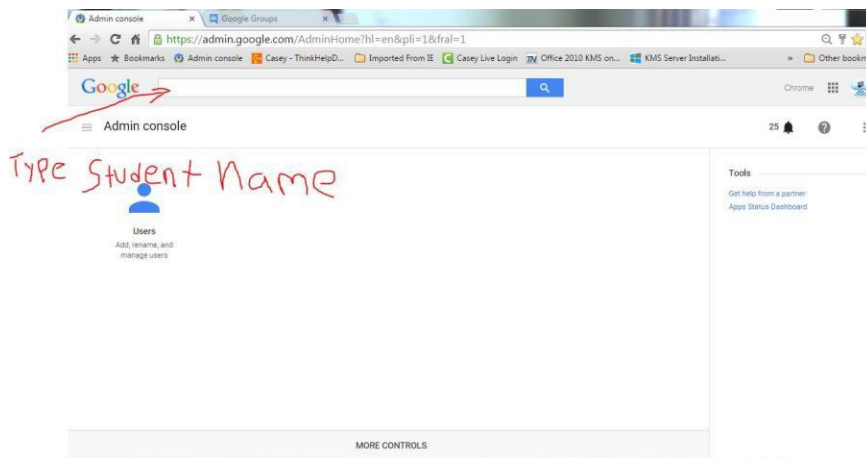 Admin console
Google Groups
https://admin.google.com/AdminHome?hl=en&pli=1&fral=1
Apps Bookmarks Admin console Casey - ThinkHelpD... Imported From IE Casey Live Login Office 2010 KMS on... KMS Server Installati... » Other bookm
Google
Chrome
Admin console
25
Type Student Name
Tools
Get help from a partner
Apps Status Dashboard
Users
Add, rename, and
manage users
MORE CONTROLS